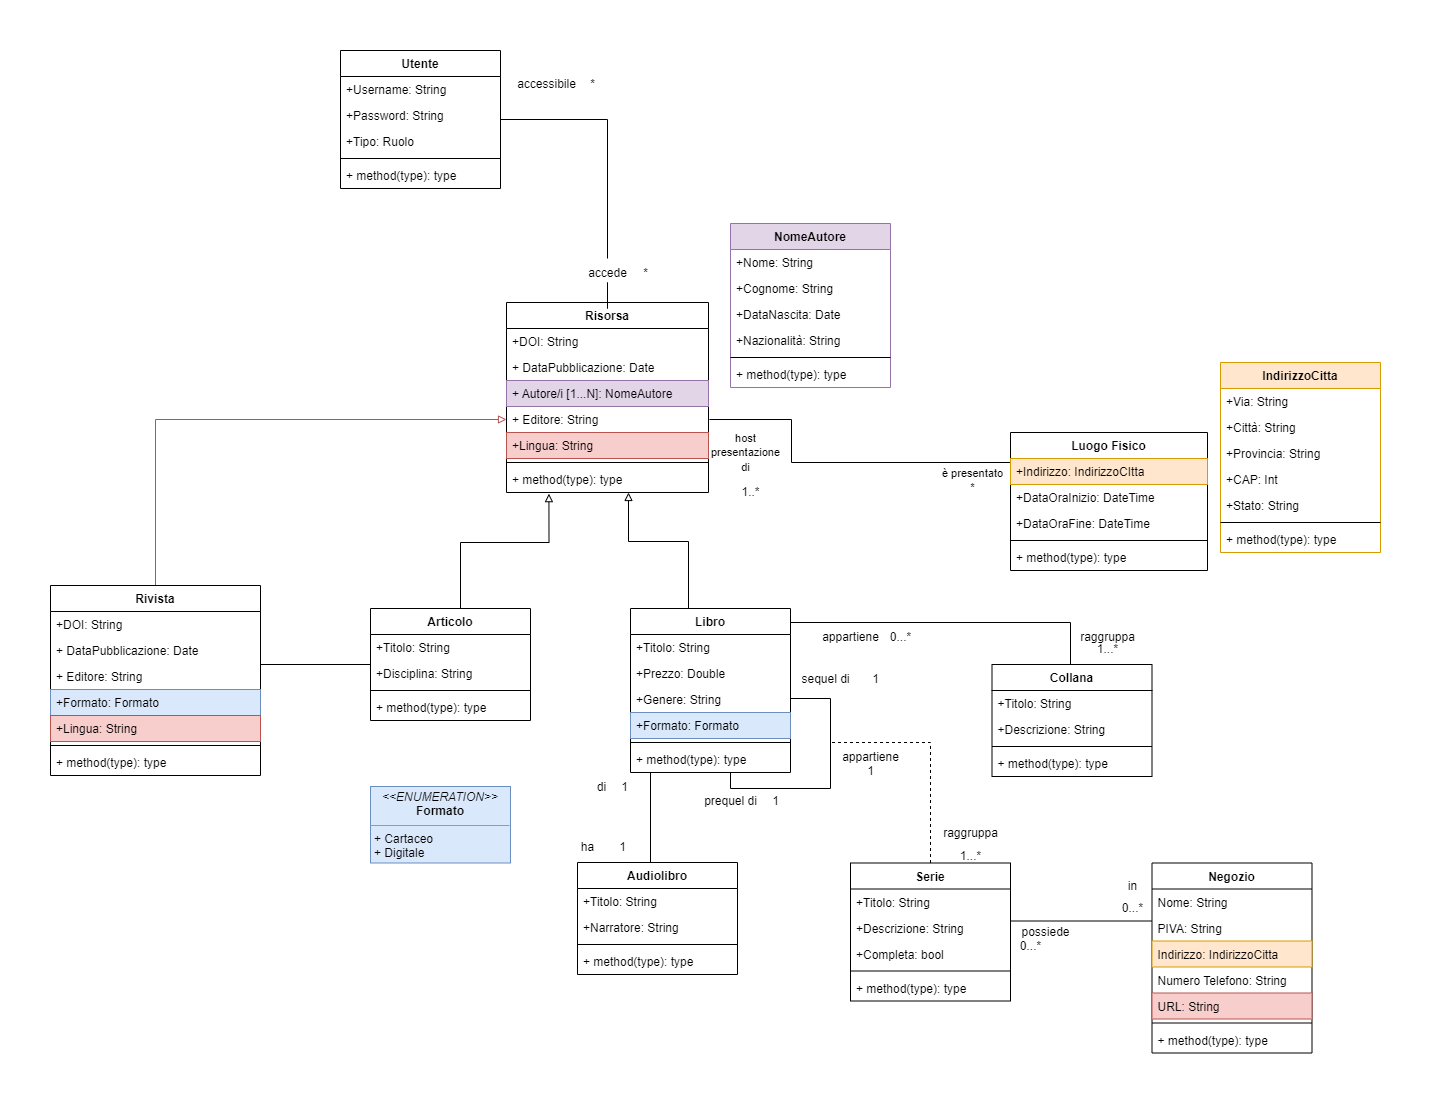 Utente
+Username: String
+Password: String
+Tipo: Ruolo
+ method(type): type
accessibile *
accede *
NomeAutore
+Nome: String
+Cognome: String
+DataNascita: Date
+Nazionalità: String
+ method(type): type
Risorsa
+DOI: String
+ DataPubblicazione: Date
+ Autore/i [1...N]: NomeAutore
+ Editore: String
+Lingua: String
+ method(type): type
host
presentazione
di
1..*
è presentato
*
Luogo Fisico
+Indirizzo: IndirizzoCItta
+DataOraInizio: DateTime
+DataOraFine: DateTime
+ method(type): type
IndirizzoCitta
+Via: String
+Città: String
+Provincia: String
+CAP: Int
+Stato: String
+ method(type): type
Rivista
+DOI: String
+ DataPubblicazione: Date
+ Editore: String
+Formato: Formato
+Lingua: String
+ method(type): type
Articolo
+Titolo: String
+Disciplina: String
+ method(type): type
Libro
+Titolo: String
+Prezzo: Double
+Genere: String
+Formato: Formato
+ method(type): type
appartiene 0...*
raggruppa
1...*
sequel di 1
Collana
+Titolo: String
+Descrizione: String
+ method(type): type
appartiene
1
prequel di 1
di 1
ha 1
<<ENUMERATION>>
Formato
+ Cartaceo
+ Digitale
Audiolibro
+Titolo: String
+Narratore: String
+ method(type): type
raggruppa
1...*
Serie
+Titolo: String
+Descrizione: String
+Completa: bool
+ method(type): type
in
0...*
possiede
0...*
Negozio
Nome: String
PIVA: String
Indirizzo: IndirizzoCitta
Numero Telefono: String
URL: String
+ method(type): type